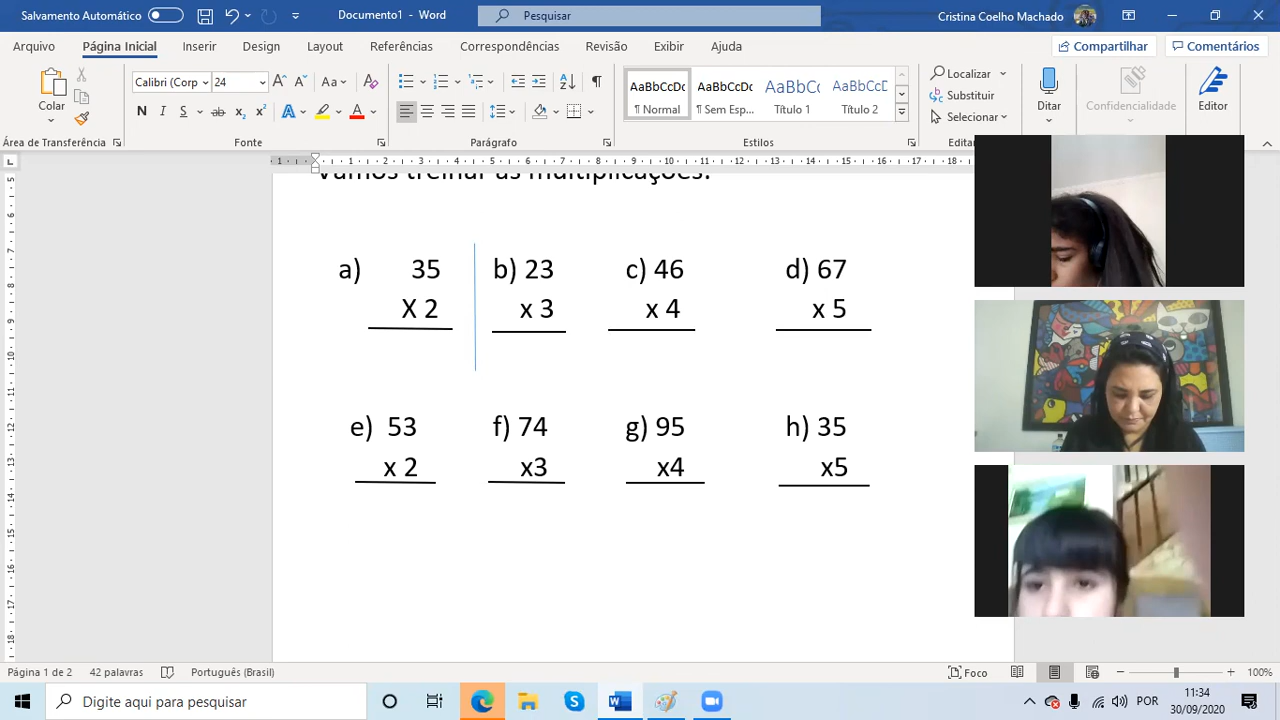 Salvamento Automático
Documento1 - Word
Pesquisar
Cristina Coelho Machado
Arquivo
Página Inicial
Inserir
Design
Layout
Referências
Correspondências
Revisão
Exibir
Ajuda
Compartilhar
Comentários
Colar
Calibri (Corp
24
N I S
AaBbCcDc
¶ Normal
AaBbCcDc
¶ Sem Esp...
AaBbCc
Título 1
AaBbCcD
Título 2
Localizar
Substituir
Selecionar
Ditar
Confidencialidade
Editor
Área de Transferência
Fonte
Parágrafo
Estilos
Vamos treinar as multiplicações!
a) 35 b) 23 c) 46 d) 67
X 2 x 3 x 4 x 5
e) 53 f) 74 g) 95 h) 35
x 2 x3 x4 x5
Página 1 de 2
42 palavras
Português (Brasil)
Foco
100%
Digite aqui para pesquisar
POR
11:34
30/09/2020